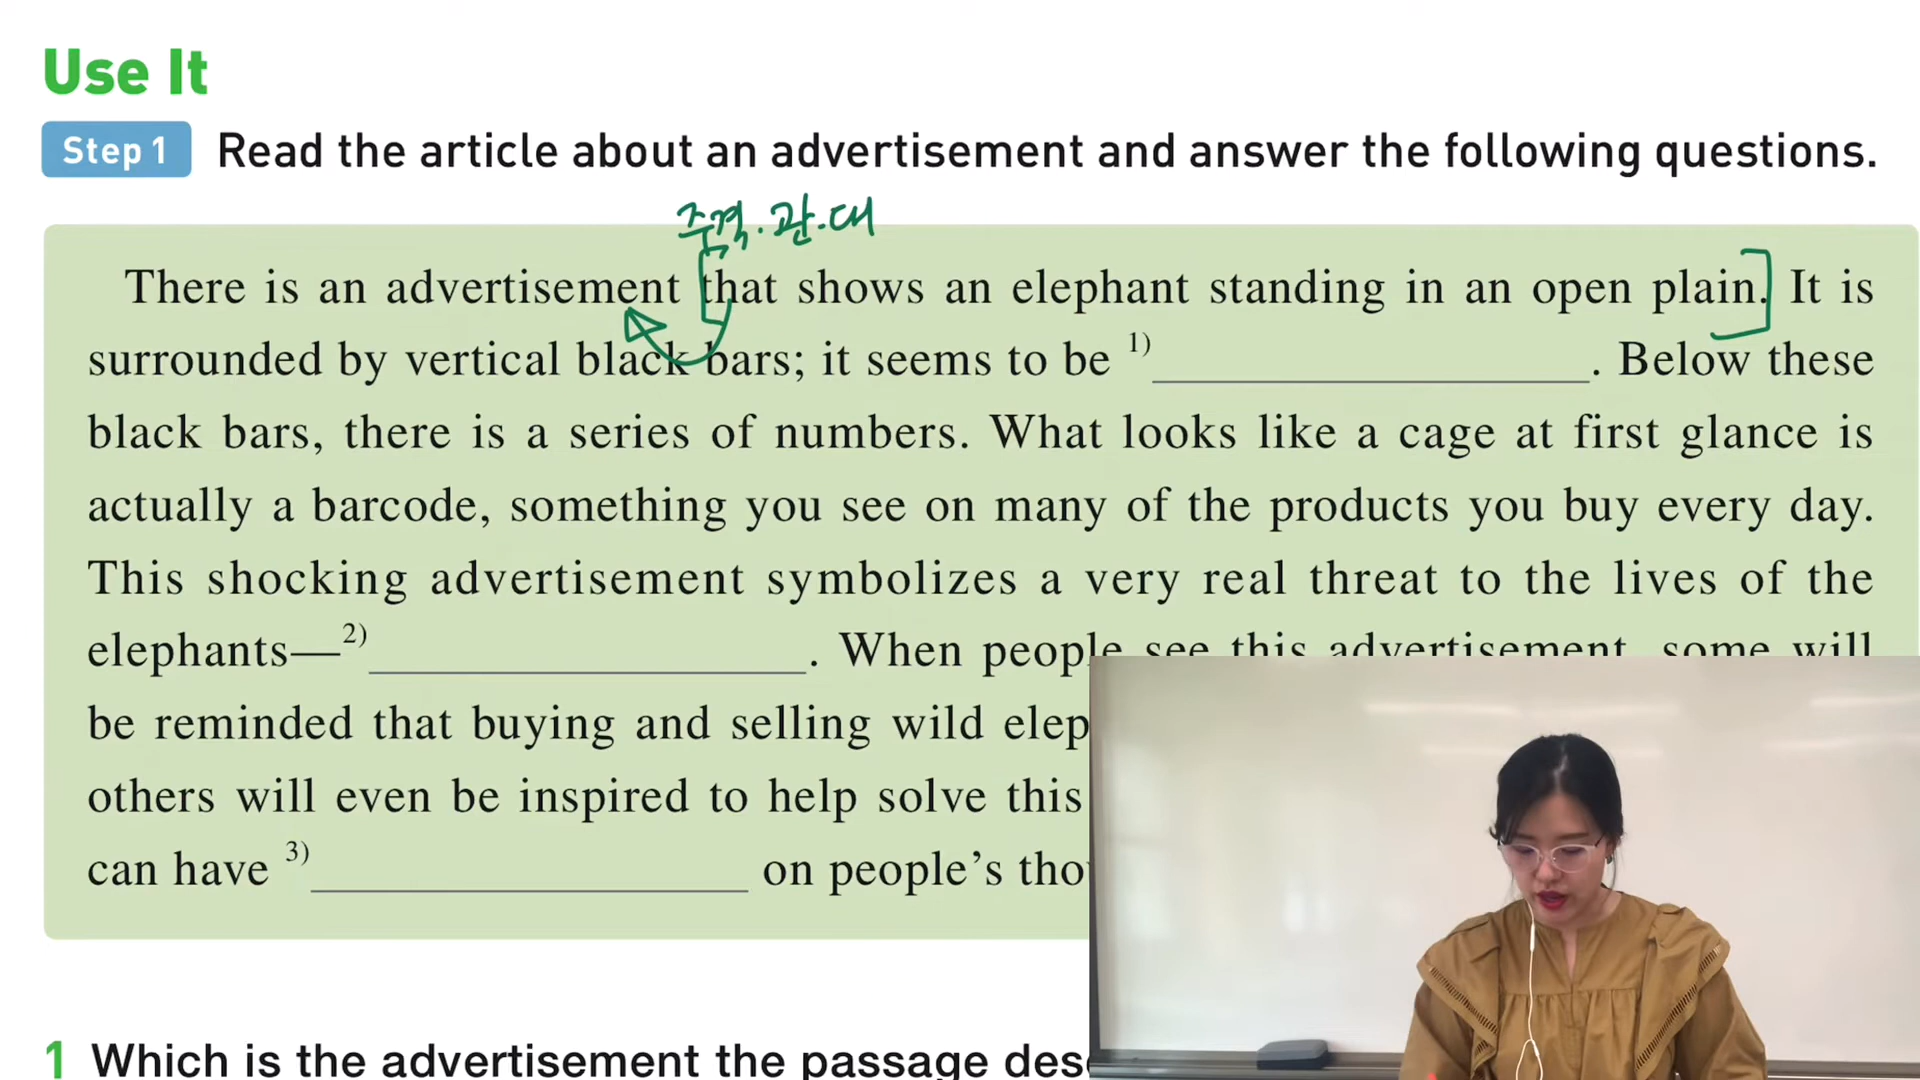 Use It
Step 1 Read the article about an advertisement and answer the following questions.
주격.관.대
There is an advertisement that shows an elephant standing in an open plain. It is
surrounded by vertical black bars; it seems to be 1)____________. Below these
black bars, there is a series of numbers. What looks like a cage at first glance is
actually a barcode, something you see on many of the products you buy every day.
This shocking advertisement symbolizes a very real threat to the lives of the
elephants—2)____________. When people see this advertisement, some will
be reminded that buying and selling wild elep
others will even be inspired to help solve this
can have 3)____________ on people's tho
1 Which is the advertisement the passage des